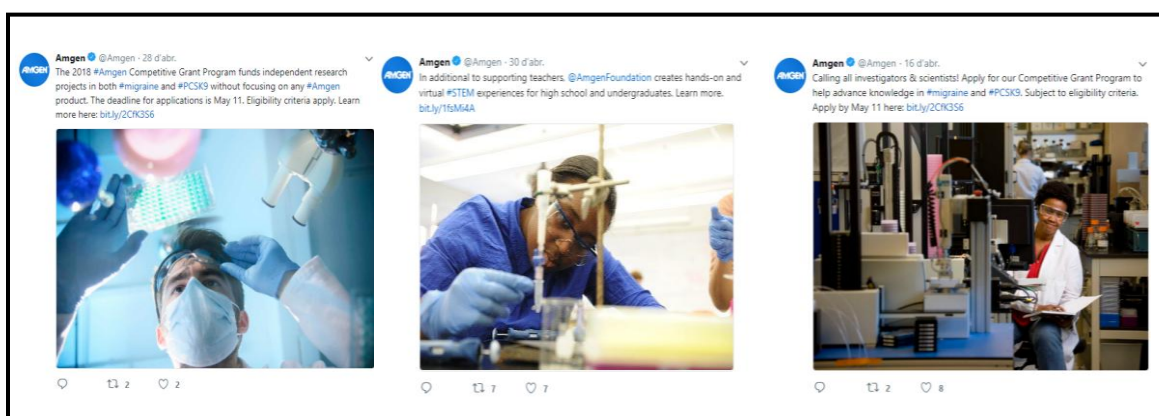 AMGEN
Amgen @Amgen · 28 d'abr.
The 2018 #Amgen Competitive Grant Program funds independent research
projects in both #migraine and #PCSK9 without focusing on any #Amgen
product. The deadline for applications is May 11. Eligibility criteria apply. Learn
more here: bit.ly/2CfK3S6
2 2
AMGEN
Amgen @Amgen · 30 d'abr.
In additional to supporting teachers. @AmgenFoundation creates hands-on and
virtual #STEM experiences for high school and undergraduates. Learn more.
bit.ly/1fsMi4A
7 7
AMGEN
Amgen @Amgen · 16 d'abr.
Calling all investigators & scientists! Apply for our Competitive Grant Program to
help advance knowledge in #migraine and #PCSK9. Subject to eligibility criteria.
Apply by May 11 here: bit.ly/2CfK3S6
2 8